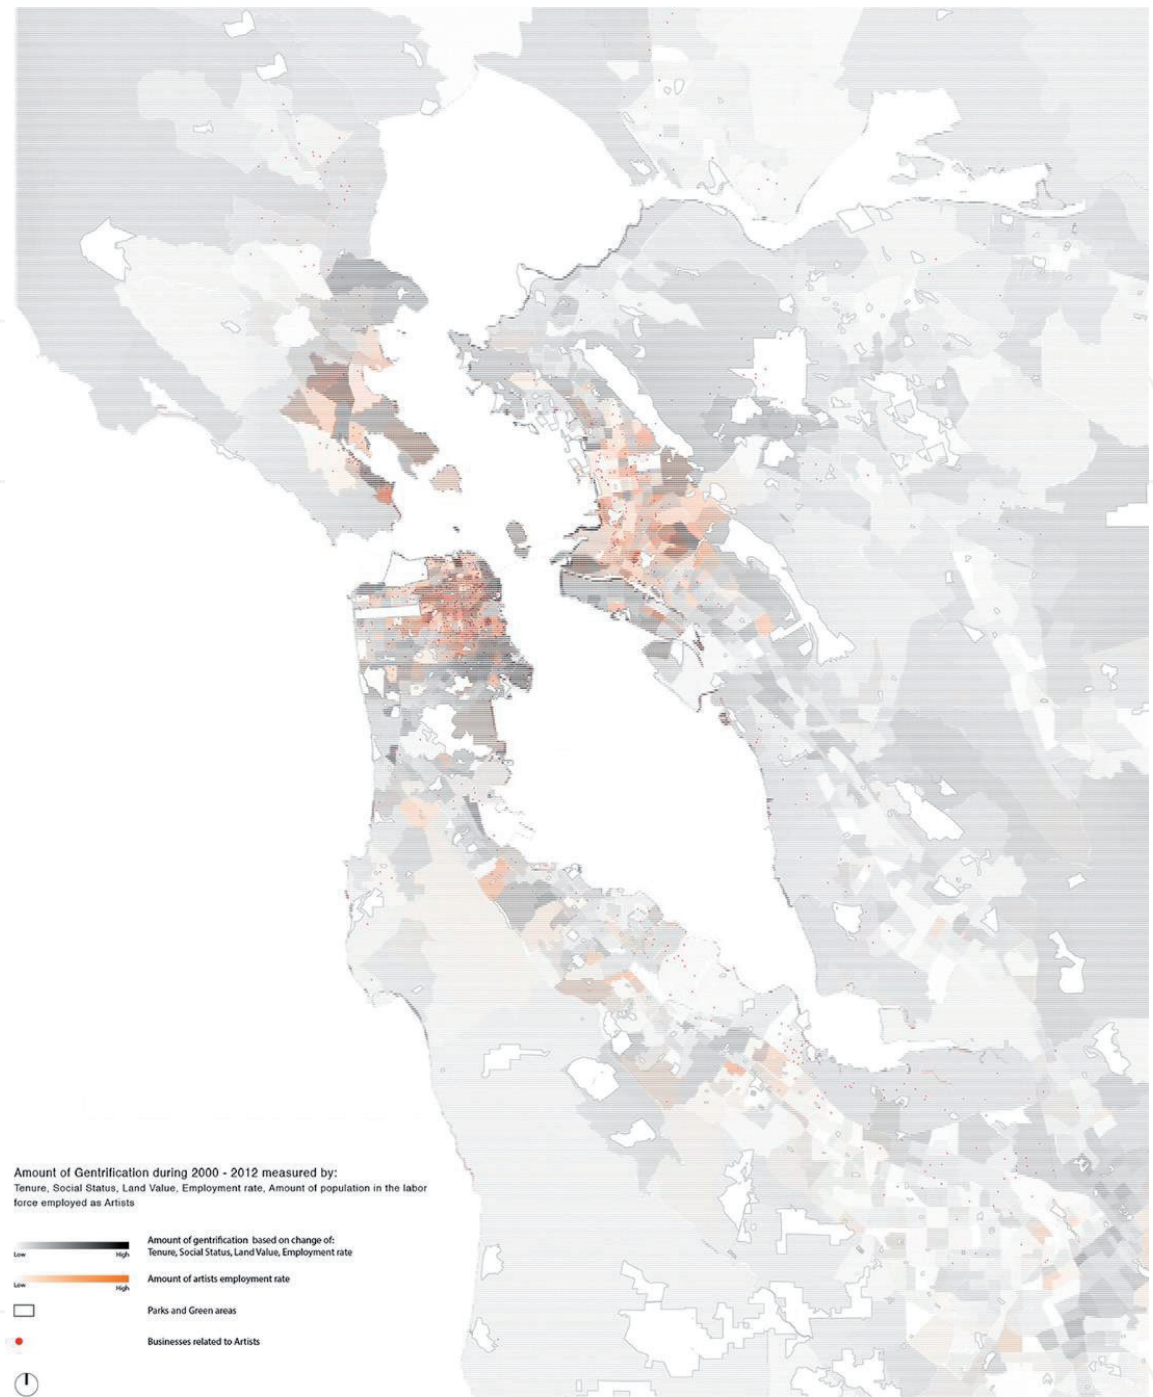 Amount of Gentrification during 2000 - 2012 measured by:
Tenure, Social Status, Land Value, Employment rate, Amount of population in the labor
force employed as Artists
Amount of gentrification based on change of:
Tenure, Social Status, Land Value, Employment rate
Low High
Amount of artists employment rate
Low High
Parks and Green areas
Businesses related to Artists